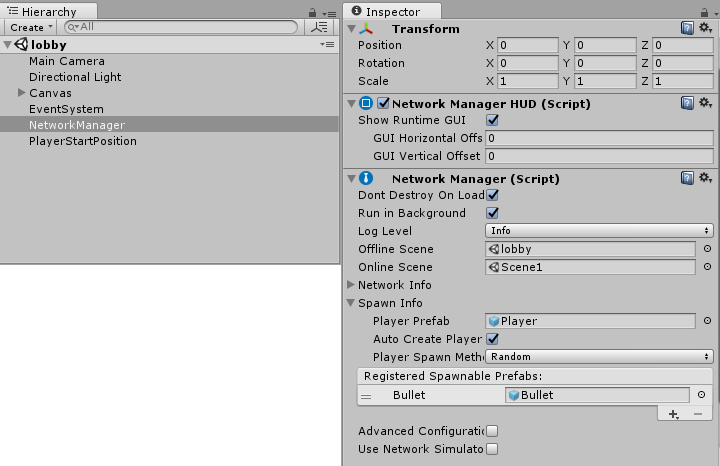 Hierarchy
Create
All
lobby
Main Camera
Directional Light
Canvas
EventSystem
NetworkManager
PlayerStartPosition
Inspector
Transform
Position X 0 Y 0 Z 0
Rotation X 0 Y 0 Z 0
Scale X 1 Y 1 Z 1
Network Manager HUD (Script)
Show Runtime GUI
GUI Horizontal Offs 0
GUI Vertical Offset 0
Network Manager (Script)
Dont Destroy On Load
Run in Background
Log Level Info
Offline Scene lobby
Online Scene Scene1
Network Info
Spawn Info
Player Prefab Player
Auto Create Player
Player Spawn Meth Random
Registered Spawnable Prefabs:
Bullet Bullet
Advanced Configuratio
Use Network Simulato